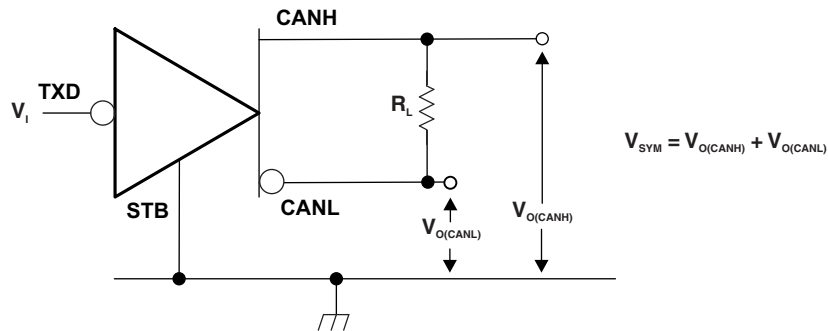 CANH
TXD
V_I
R_L
V_SYM = V_O(CANH) + V_O(CANL)
STB
CANL
V_O(CANL)
V_O(CANH)